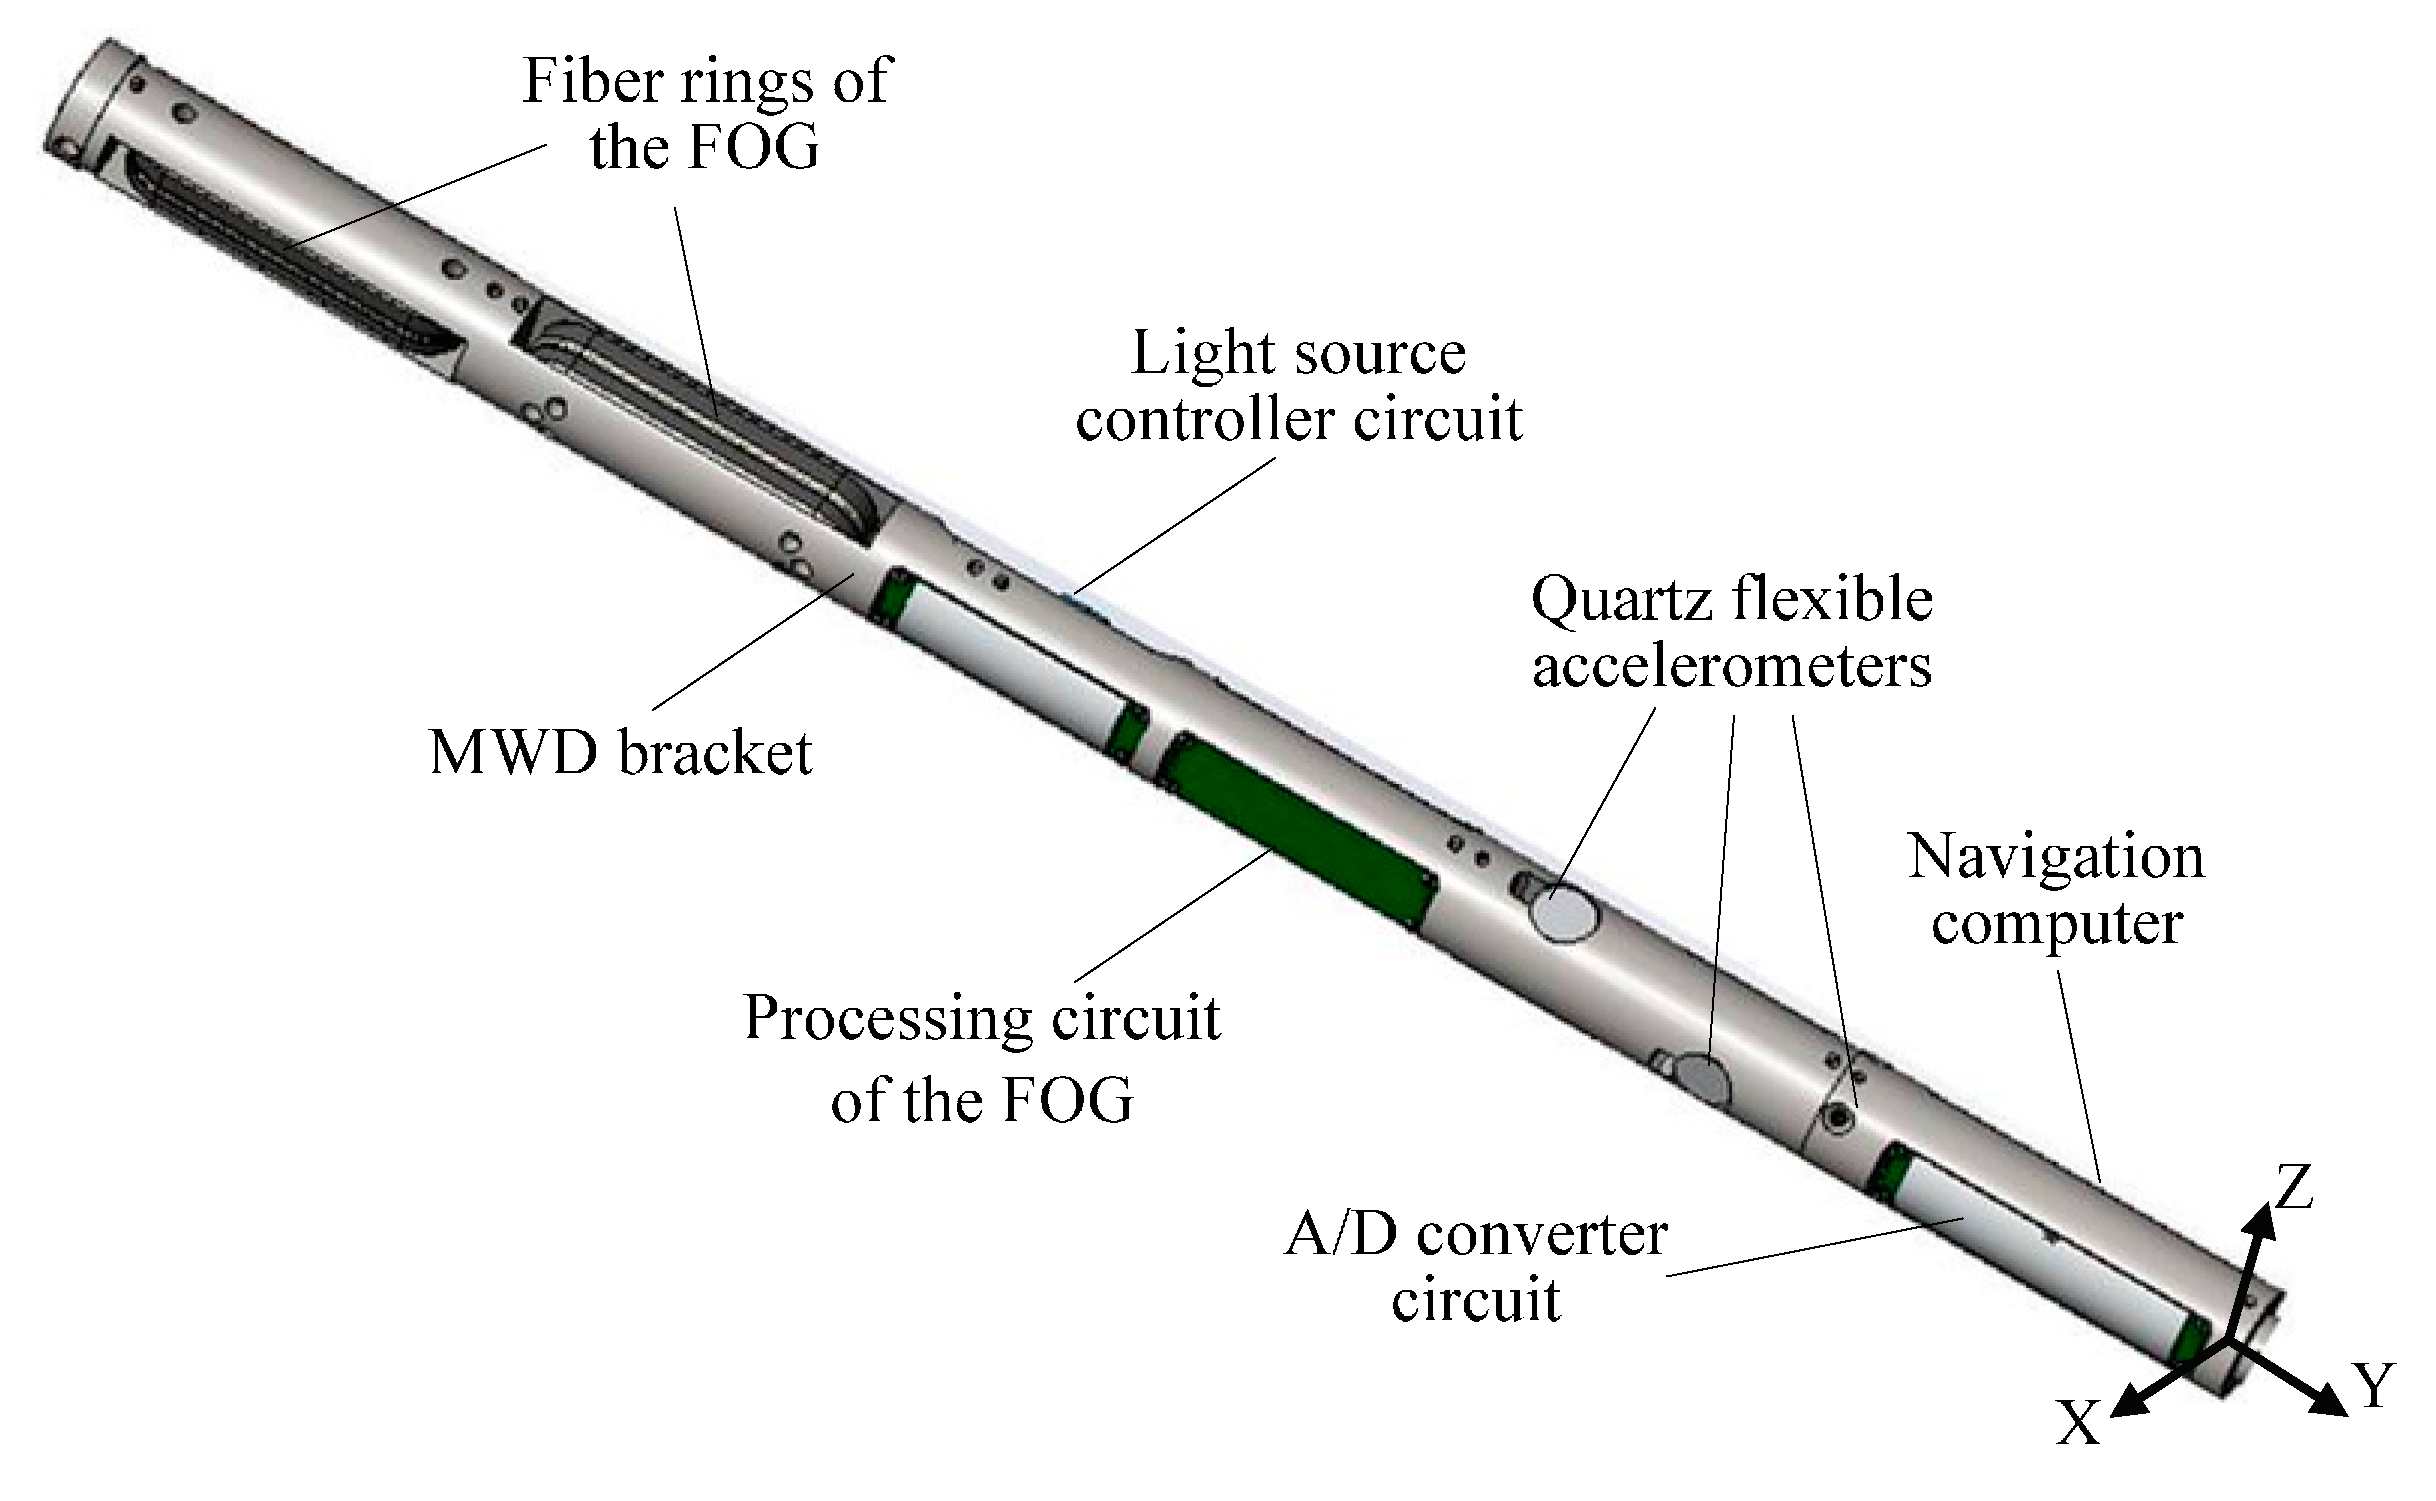 Fiber rings of
the FOG
Light source
controller circuit
Quartz flexible
accelerometers
MWD bracket
Navigation
computer
Processing circuit
of the FOG
A/D converter
circuit
Z
Y
X